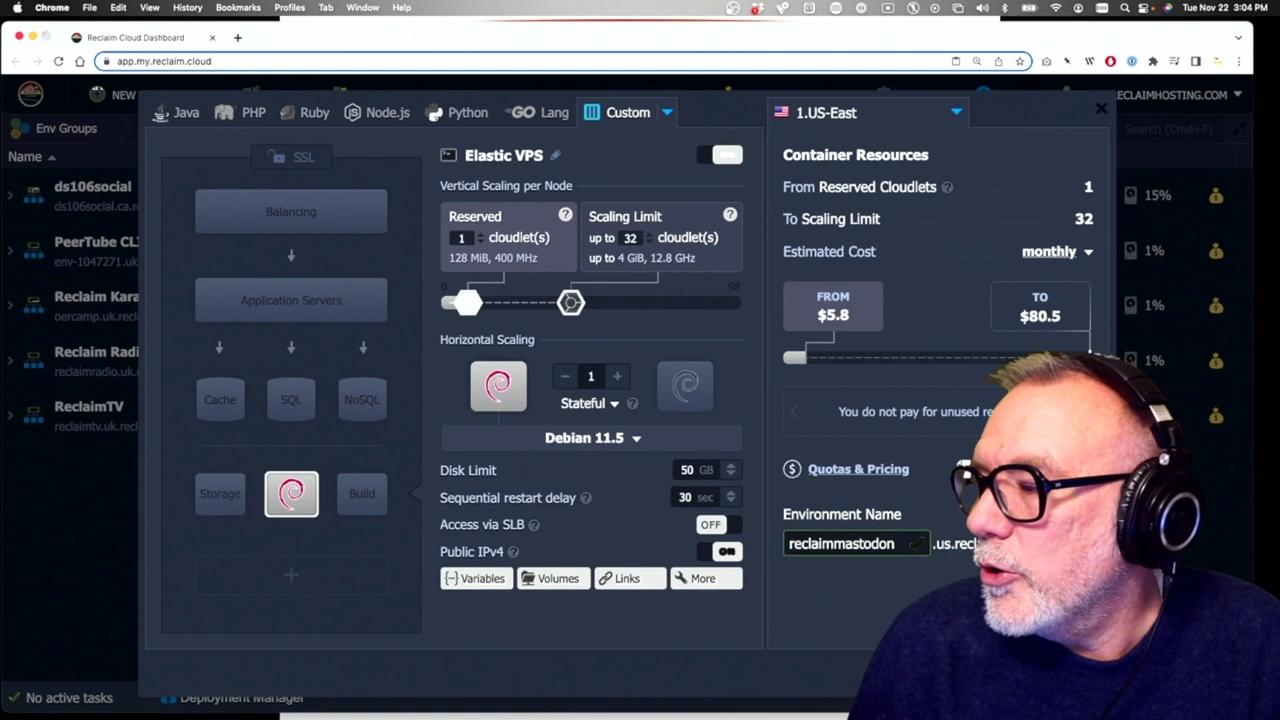 Chrome File Edit View History Bookmarks Profiles Tab Window Help Tue Nov 22 3:04 PM
Reclaim Cloud Dashboard
app.my.reclaim.cloud
NEW
ECLAIMHOSTING.COM
Java PHP Ruby Node.js Python Lang Custom 1.US-East
Env Groups
Search (Cmd+F)
Name
SSL
Elastic VPS
Container Resources
Vertical Scaling per Node
From Reserved Cloudlets 1
ds106social
ds106social.ca.r
15%
Balancing
Reserved
1 cloudlet(s)
128 MiB, 400 MHz
Scaling Limit
up to 32 cloudlet(s)
up to 4 GiB, 12.8 GHz
To Scaling Limit 32
Estimated Cost monthly
PeerTube CL
env-1047271.uk
1%
0 98
FROM
$5.8
TO
$80.5
Application Servers
Reclaim Kara
oercamp.uk.recl
1%
Horizontal Scaling
Reclaim Radi
reclaimradio.uk
1%
1
Stateful
Cache SQL NoSQL
You do not pay for unused re
ReclaimTV
reclaimtv.uk.rec
Debian 11.5
Disk Limit 50 GB
Quotas & Pricing
Storage Build
Sequential restart delay 30 sec
Access via SLB OFF
Environment Name
Public IPv4 ON
reclaimmastodon .us.recl
Variables Volumes Links More
No active tasks Deployment Manager